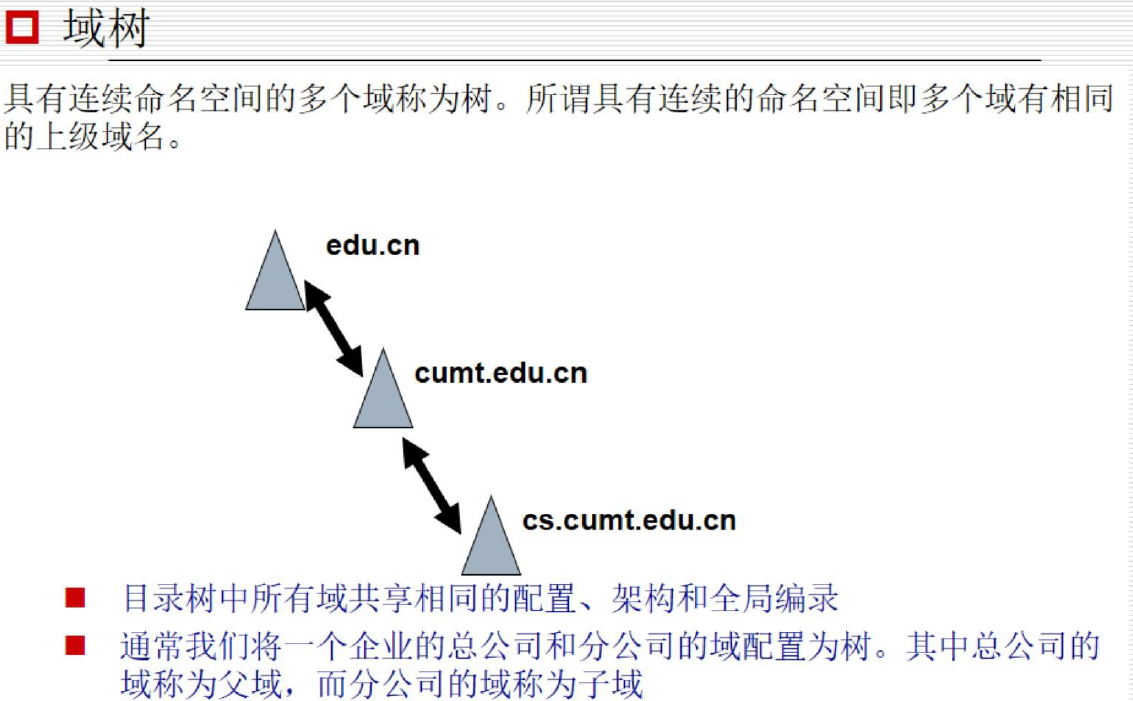 域树
具有连续命名空间的多个域称为树。所谓具有连续的命名空间即多个域有相同
的上级域名。
edu.cn
cumt.edu.cn
cs.cumt.edu.cn
目录树中所有域共享相同的配置、架构和全局编录
通常我们将一个企业的总公司和分公司的域配置为树。其中总公司的
域称为父域，而分公司的域称为子域